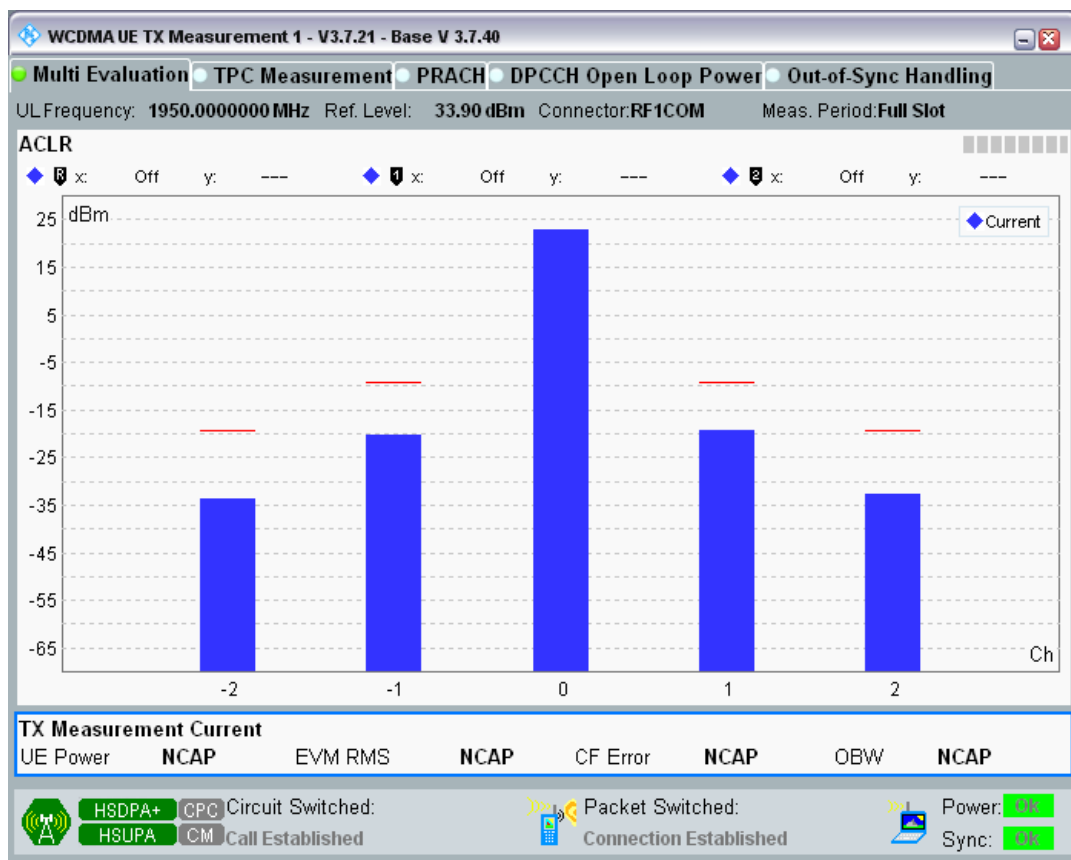 WCDMA UE TX Measurement 1 - V3.7.21 - Base V 3.7.40
Multi Evaluation TPC Measurement PRACH DPCCH Open Loop Power Out-of-Sync Handling
UL Frequency: 1950.0000000 MHz Ref. Level: 33.90 dBm Connector:RF1COM Meas. Period:Full Slot
ACLR
R x: Off y: --- 1 x: Off y: --- 2 x: Off y: ---
25 dBm Current
15
5
-5
-15
-25
-35
-45
-55
-65
Ch
-2 -1 0 1 2
TX Measurement Current
UE Power NCAP EVM RMS NCAP CF Error NCAP OBW NCAP
HSDPA+ CPC Circuit Switched: Packet Switched: Power: OK
HSUPA CM Call Established Connection Established Sync: OK